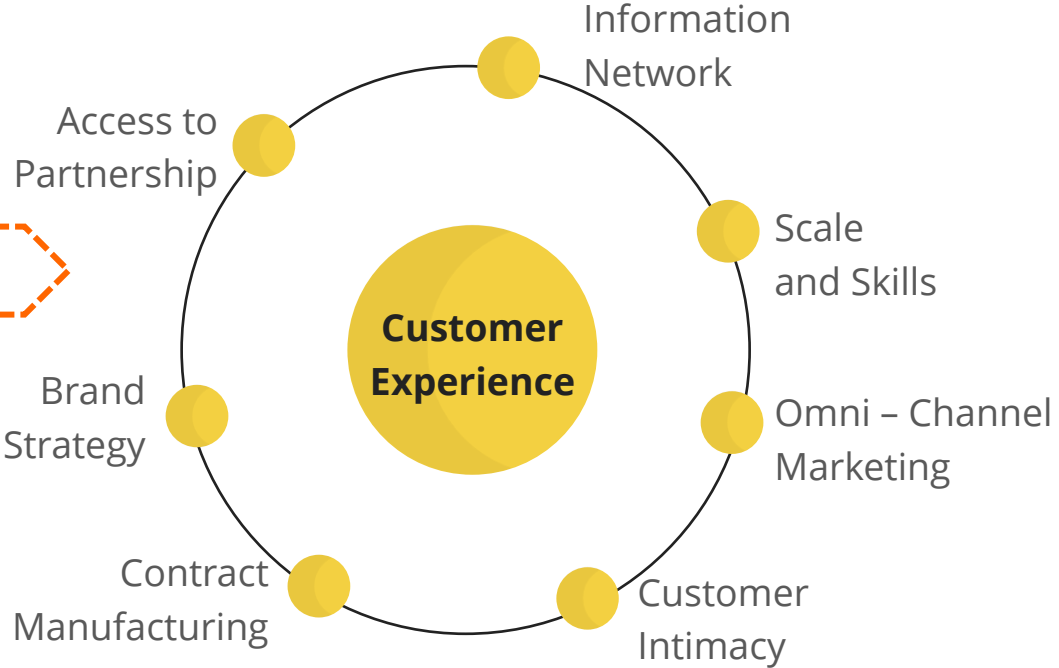 Information
Network
Access to
Partnership
Scale
and Skills
Customer
Experience
Brand
Strategy
Omni – Channel
Marketing
Contract
Manufacturing
Customer
Intimacy